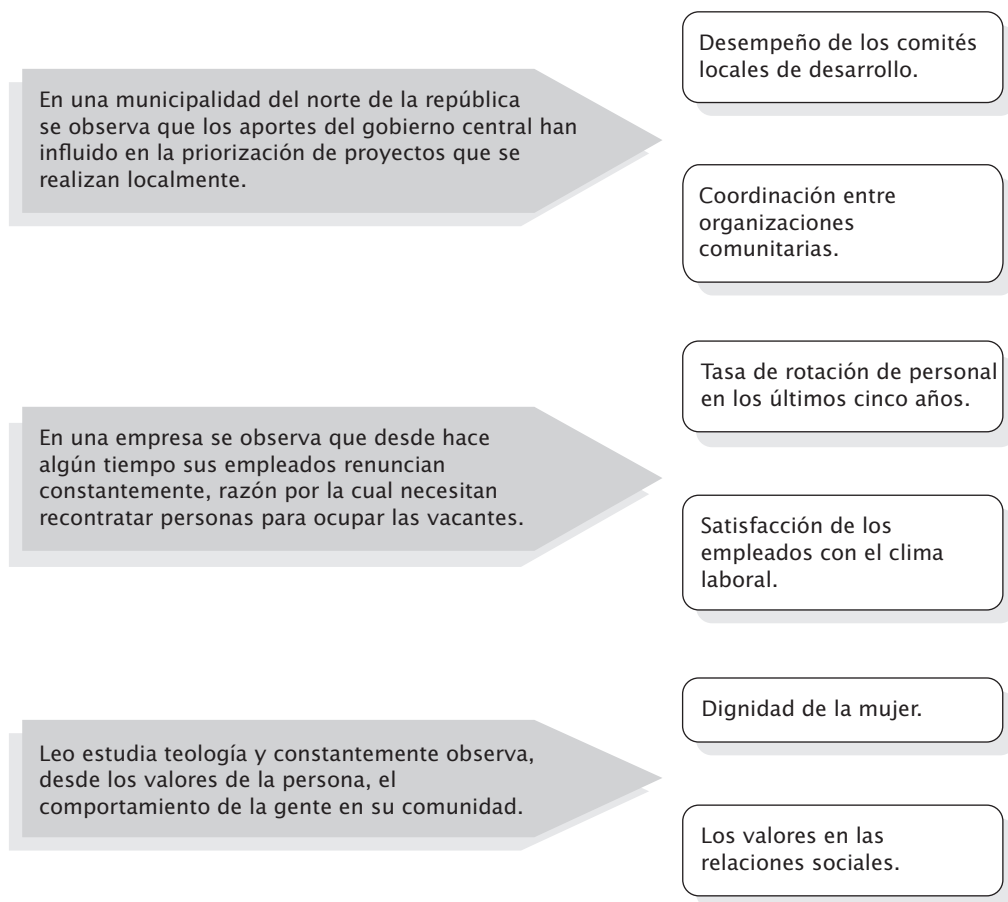 En una municipalidad del norte de la república
se observa que los aportes del gobierno central han
influido en la priorización de proyectos que se
realizan localmente.
Desempeño de los comités
locales de desarrollo.
Coordinación entre
organizaciones
comunitarias.
En una empresa se observa que desde hace
algún tiempo sus empleados renuncian
constantemente, razón por la cual necesitan
recontratar personas para ocupar las vacantes.
Tasa de rotación de personal
en los últimos cinco años.
Satisfacción de los
empleados con el clima
laboral.
Leo estudia teología y constantemente observa,
desde los valores de la persona, el
comportamiento de la gente en su comunidad.
Dignidad de la mujer.
Los valores en las
relaciones sociales.